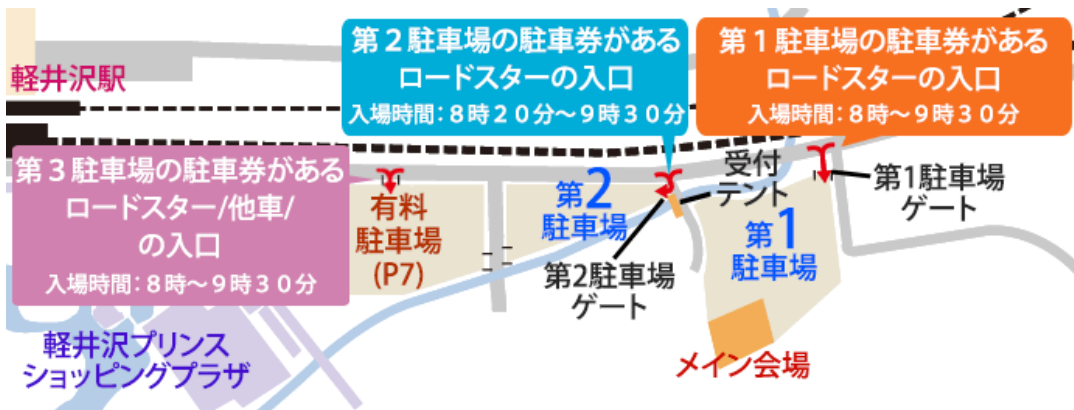 第２駐車場の駐車券がある
ロードスターの入口
入場時間：８時２０分～９時３０分
第１駐車場の駐車券がある
ロードスターの入口
入場時間：８時～９時３０分
軽井沢駅
第３駐車場の駐車券がある
ロードスター/他車/
の入口
入場時間：８時～９時３０分
有料
駐車場
(P7)
第2
駐車場
受付
テント
第1駐車場
ゲート
第1
駐車場
第2駐車場
ゲート
軽井沢プリンス
ショッピングプラザ
メイン会場